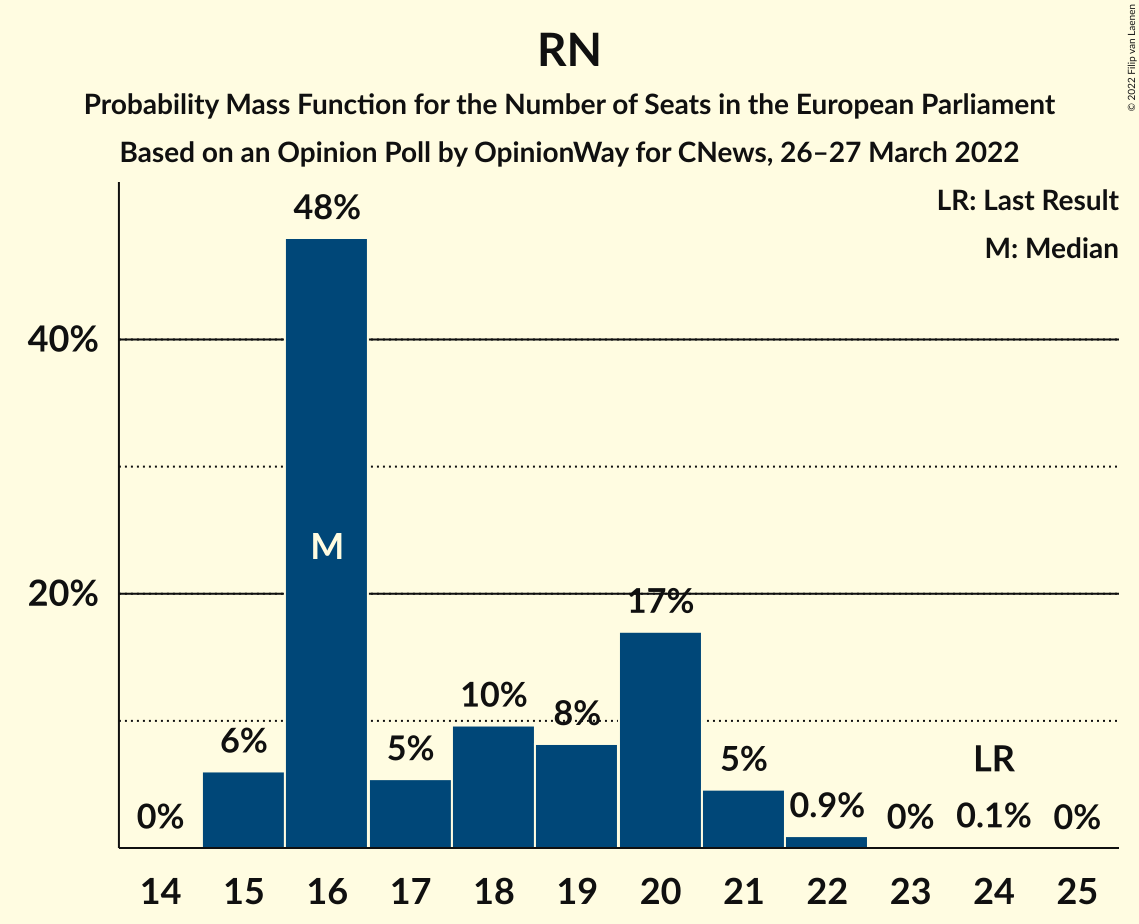 RN
Probability Mass Function for the Number of Seats in the European Parliament
Based on an Opinion Poll by OpinionWay for CNews, 26–27 March 2022
© 2022 Filip van Laenen
LR: Last Result
M: Median
40%
20%
0%
6%
48%
M
5%
10%
8%
17%
5%
0.9%
0%
LR
0.1%
0%
14 15 16 17 18 19 20 21 22 23 24 25